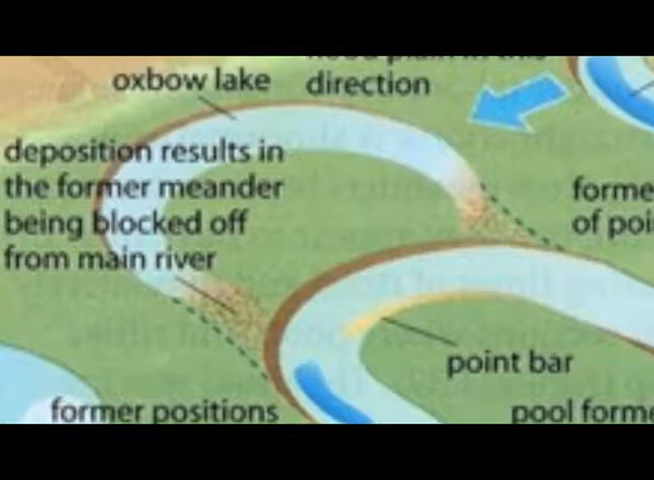 oxbow lake
direction
deposition results in
the former meander
being blocked off
from main river
point bar
former positions